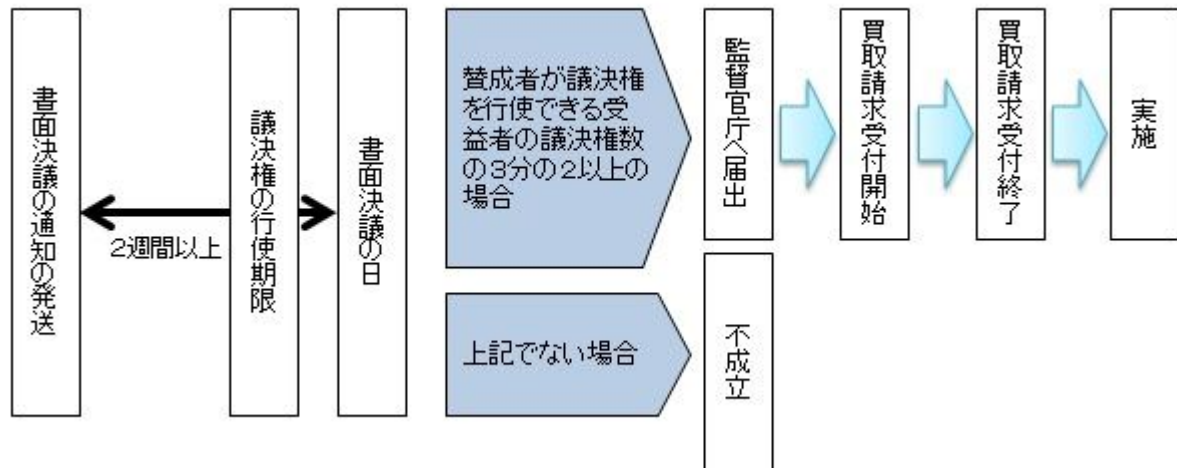 書面決議の通知の発送
2週間以上
議決権の行使期限
書面決議の日
賛成者が議決権
を行使できる受
益者の議決権数
の3分の2以上の
場合
監督官庁へ届出
買取請求受付開始
買取請求受付終了
実施
上記でない場合
不成立